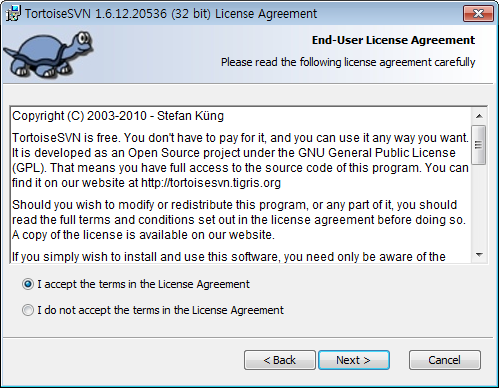 TortoiseSVN 1.6.12.20536 (32 bit) License Agreement
End-User License Agreement
Please read the following license agreement carefully
Copyright (C) 2003-2010 - Stefan Küng
TortoiseSVN is free. You don't have to pay for it, and you can use it any way you want.
It is developed as an Open Source project under the GNU General Public License
(GPL). That means you have full access to the source code of this program. You can
find it on our website at http://tortoisesvn.tigris.org
Should you wish to modify or redistribute this program, or any part of it, you should
read the full terms and conditions set out in the license agreement before doing so.
A copy of the license is available on our website.
If you simply wish to install and use this software, you need only be aware of the
I accept the terms in the License Agreement
I do not accept the terms in the License Agreement
< Back Next > Cancel